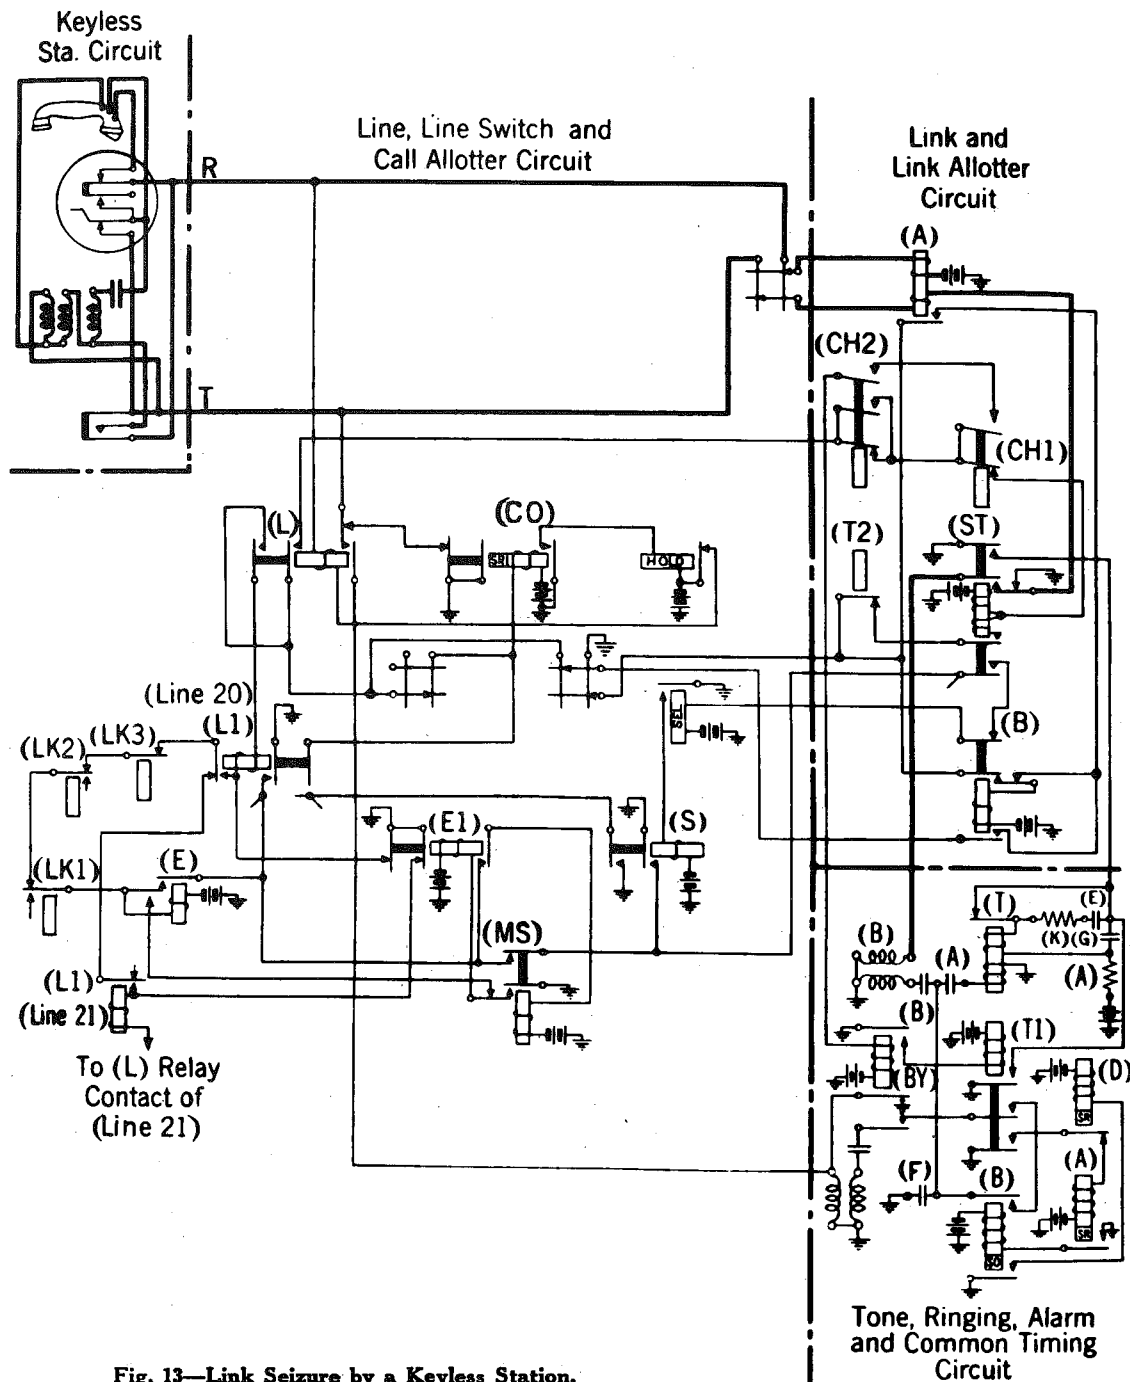 Keyless
Sta. Circuit
Line, Line Switch and
Call Allotter Circuit
Link and
Link Allotter
Circuit
R
(A)
(CH2)
T
(CH1)
(L)
(CO)
(T2)
(ST)
SRI
HOLD
(Line 20)
(L1)
(LK2)
(LK3)
SEL
(B)
(E1)
(S)
(LK1)
(E)
(MS)
(L1)
(Line 21)
To (L) Relay
Contact of
(Line 21)
(T)
(E)
(K)
(G)
(B)
(A)
(A)
(B)
(T1)
(BY)
(D)
SR
(A)
(F)
(B)
SR
Tone, Ringing, Alarm
and Common Timing
Circuit
Fig. 13—Link Seizure by a Keyless Station.